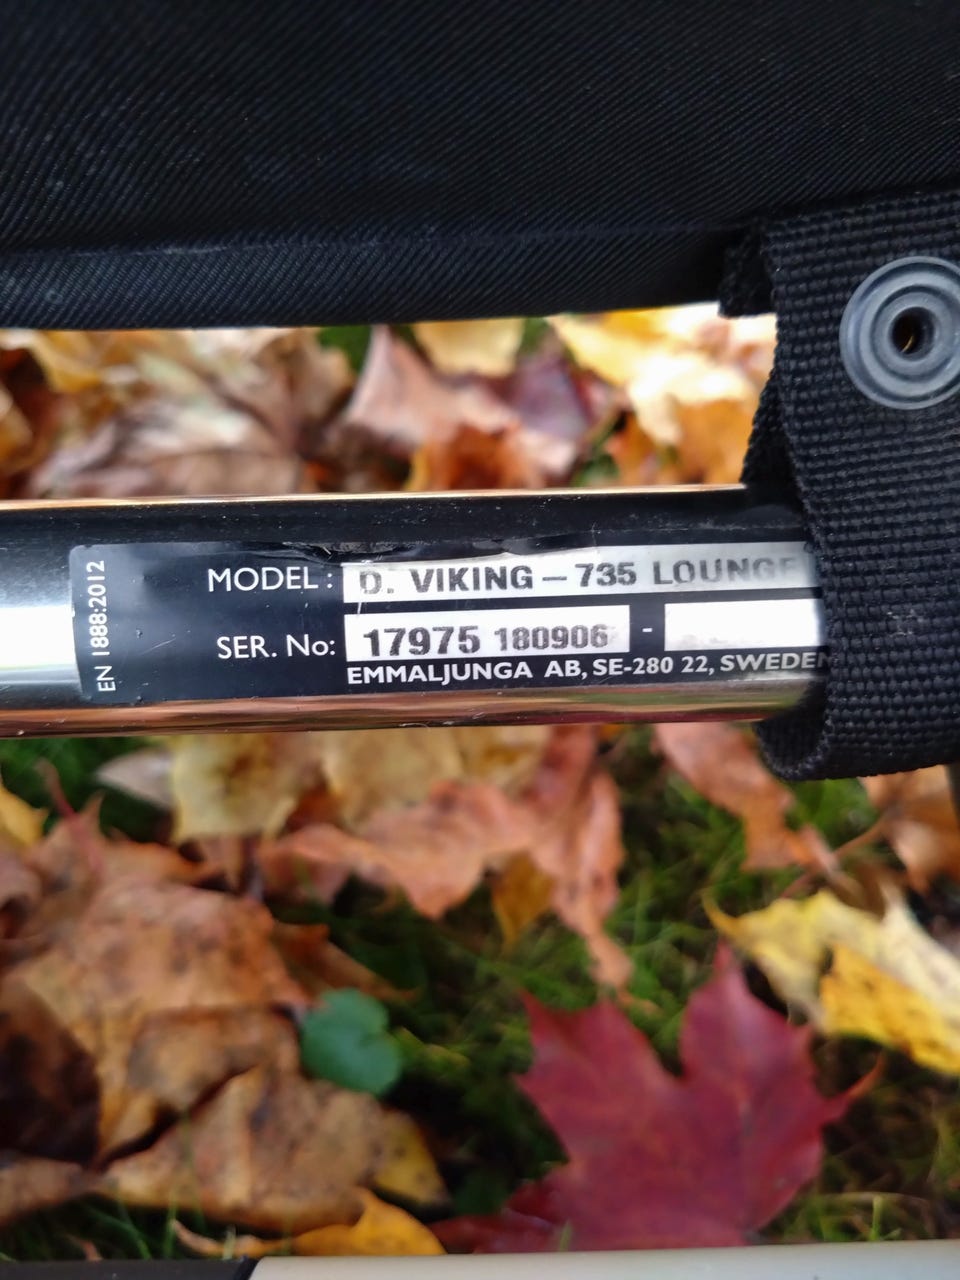 EN 1888:2012
MODEL: D. VIKING – 735 LOUNGE
SER. No: 17975 180906 -
EMMALJUNGA AB, SE-280 22, SWEDEN